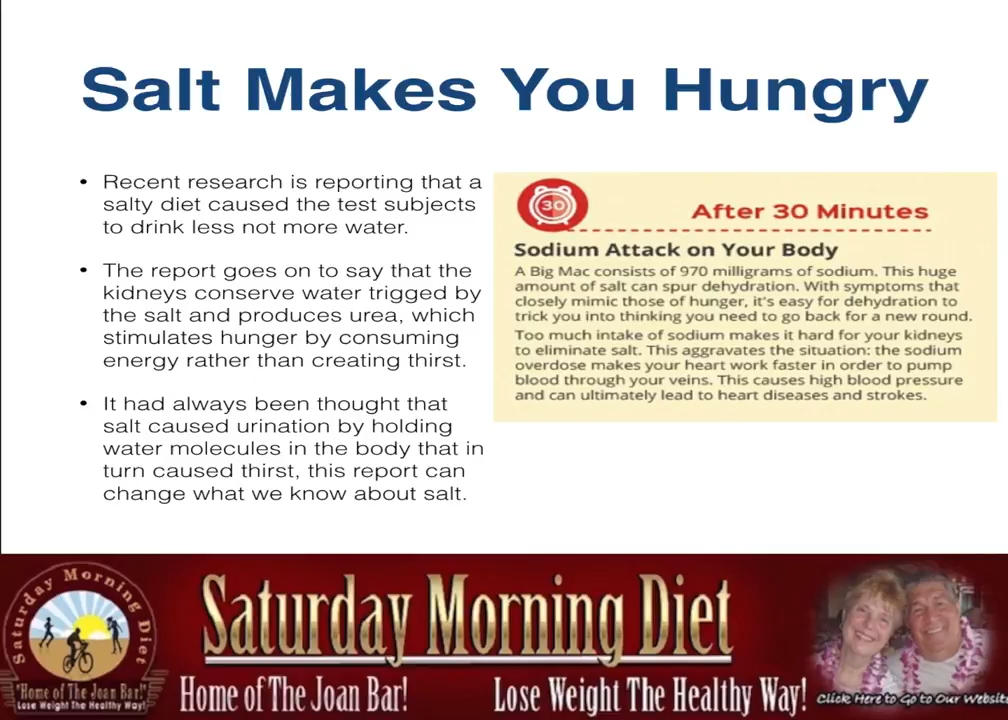 Salt Makes You Hungry
• Recent research is reporting that a
salty diet caused the test subjects
to drink less not more water.
• The report goes on to say that the
kidneys conserve water trigged by
the salt and produces urea, which
stimulates hunger by consuming
energy rather than creating thirst.
• It had always been thought that
salt caused urination by holding
water molecules in the body that in
turn caused thirst, this report can
change what we know about salt.
30
After 30 Minutes
Sodium Attack on Your Body
A Big Mac consists of 970 milligrams of sodium. This huge
amount of salt can spur dehydration. With symptoms that
closely mimic those of hunger, it's easy for dehydration to
trick you into thinking you need to go back for a new round.
Too much intake of sodium makes it hard for your kidneys
to eliminate salt. This aggravates the situation: the sodium
overdose makes your heart work faster in order to pump
blood through your veins. This causes high blood pressure
and can ultimately lead to heart diseases and strokes.
Saturday Morning Diet
"Home of The Joan Bar!"
Lose Weight The Healthy Way!
Saturday Morning Diet
Home of The Joan Bar! Lose Weight The Healthy Way!
Click Here to Go to Our Websit